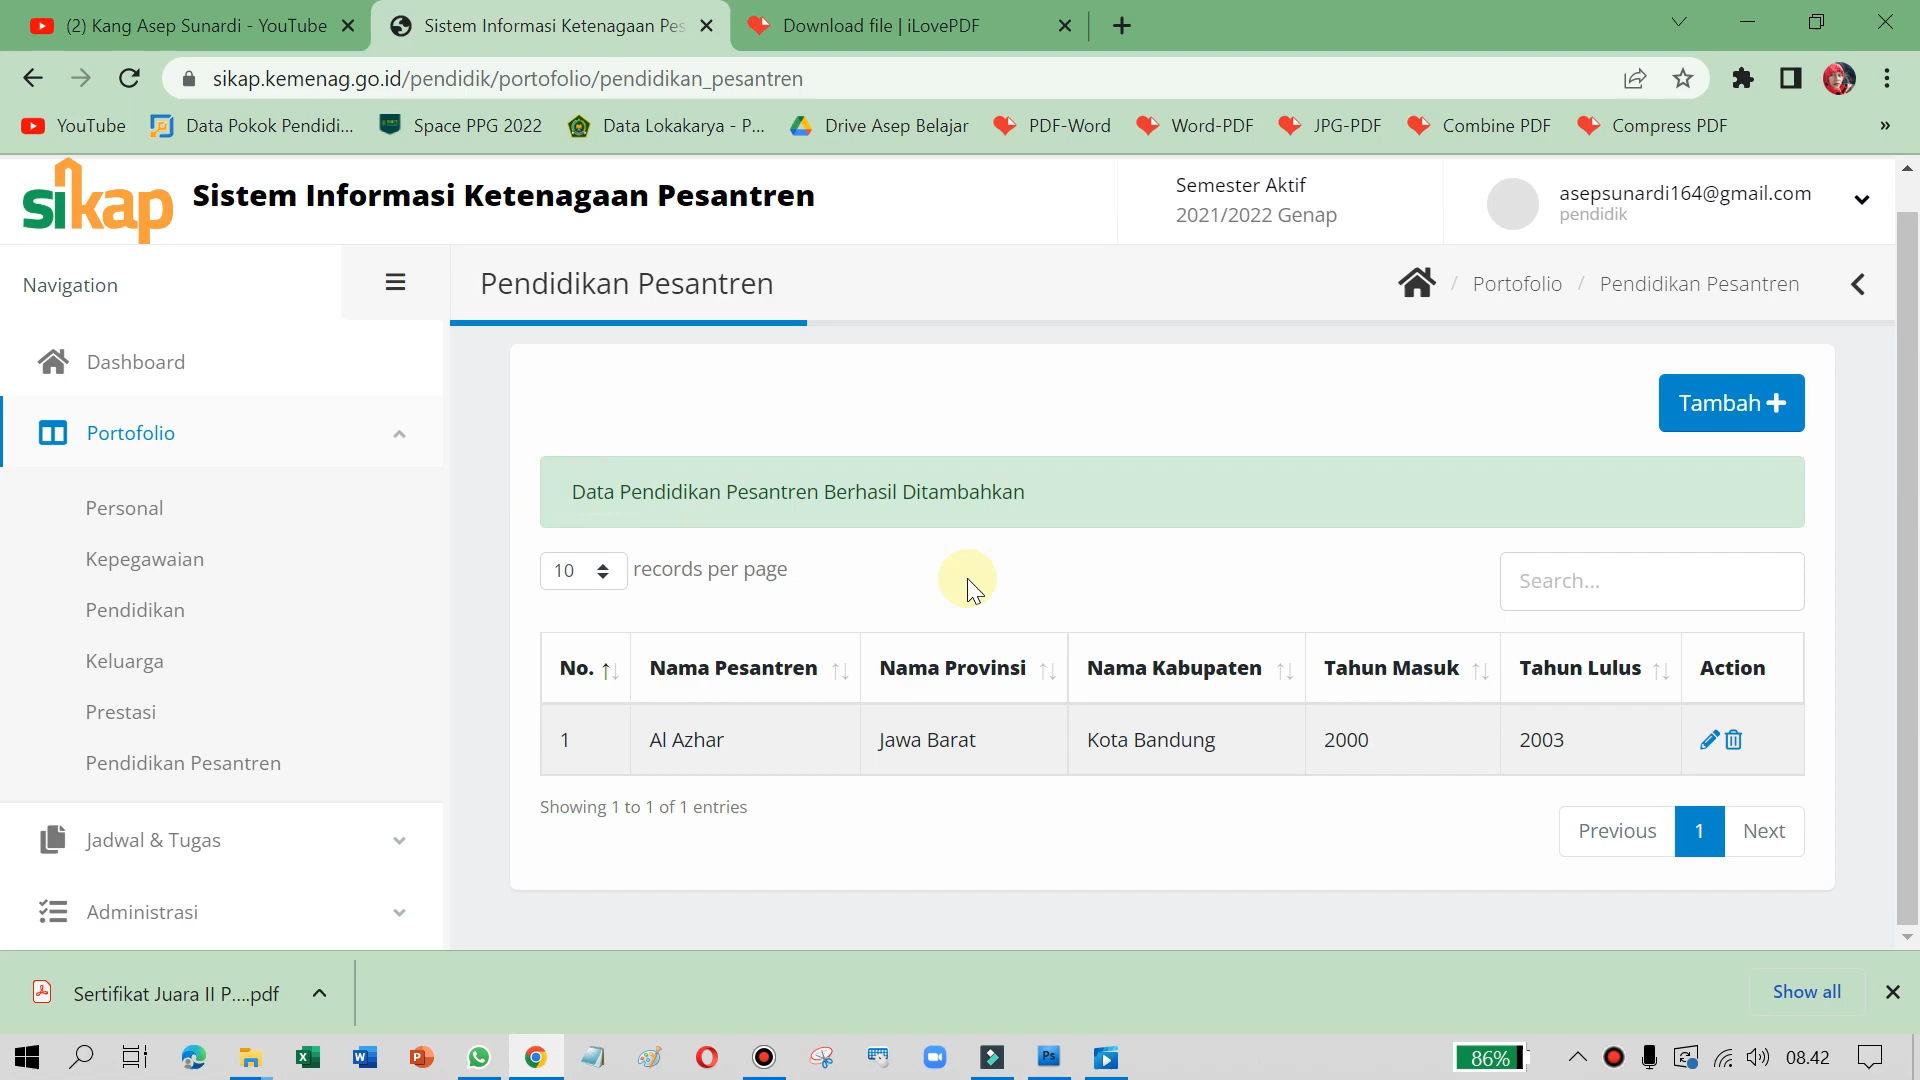 (2) Kang Asep Sunardi - YouTube
Sistem Informasi Ketenagaan Pes
Download file | iLovePDF
sikap.kemenag.go.id/pendidik/portofolio/pendidikan_pesantren
YouTube
Data Pokok Pendidi...
Space PPG 2022
Data Lokakarya - P...
Drive Asep Belajar
PDF-Word
Word-PDF
JPG-PDF
Combine PDF
Compress PDF
»
sikap
Sistem Informasi Ketenagaan Pesantren
Semester Aktif
2021/2022 Genap
asepsunardi164@gmail.com
pendidik
Navigation
Pendidikan Pesantren
/ Portofolio / Pendidikan Pesantren
Dashboard
Portofolio
Personal
Kepegawaian
Pendidikan
Keluarga
Prestasi
Pendidikan Pesantren
Jadwal & Tugas
Administrasi
Tambah +
Data Pendidikan Pesantren Berhasil Ditambahkan
10 records per page
Search...
No. Nama Pesantren Nama Provinsi Nama Kabupaten Tahun Masuk Tahun Lulus Action
1 Al Azhar Jawa Barat Kota Bandung 2000 2003
Showing 1 to 1 of 1 entries
Previous 1 Next
Sertifikat Juara II P....pdf
Show all
86%
08.42